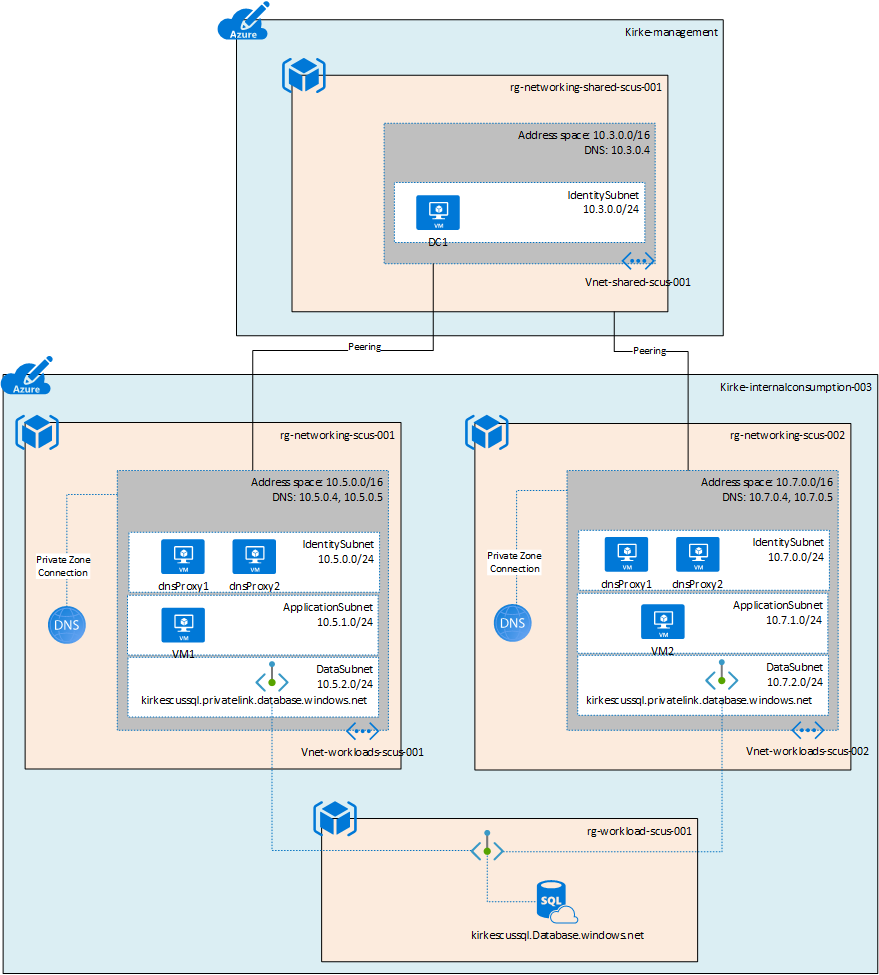 Azure
Kirke-management
rg-networking-shared-scus-001
Address space: 10.3.0.0/16
DNS: 10.3.0.4
IdentitySubnet
10.3.0.0/24
VM
DC1
Vnet-shared-scus-001
Peering
Peering
Azure
Kirke-internalconsumption-003
rg-networking-scus-001
Address space: 10.5.0.0/16
DNS: 10.5.0.4, 10.5.0.5
IdentitySubnet
10.5.0.0/24
VM
VM
dnsProxy1
dnsProxy2
Private Zone
Connection
DNS
ApplicationSubnet
10.5.1.0/24
VM
VM1
DataSubnet
10.5.2.0/24
kirkescussql.privatelink.database.windows.net
Vnet-workloads-scus-001
rg-networking-scus-002
Address space: 10.7.0.0/16
DNS: 10.7.0.4, 10.7.0.5
IdentitySubnet
10.7.0.0/24
VM
VM
dnsProxy1
dnsProxy2
Private Zone
Connection
DNS
ApplicationSubnet
10.7.1.0/24
VM
VM2
DataSubnet
10.7.2.0/24
kirkescussql.privatelink.database.windows.net
Vnet-workloads-scus-002
rg-workload-scus-001
SQL
kirkescussql.Database.windows.net